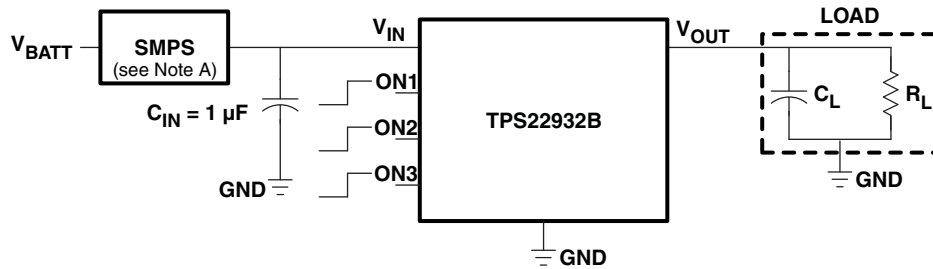 LOAD
V_BATT
SMPS
(see Note A)
V_IN
V_OUT
ON1
C_IN = 1 µF
TPS22932B
C_L
R_L
ON2
ON3
GND
GND
GND